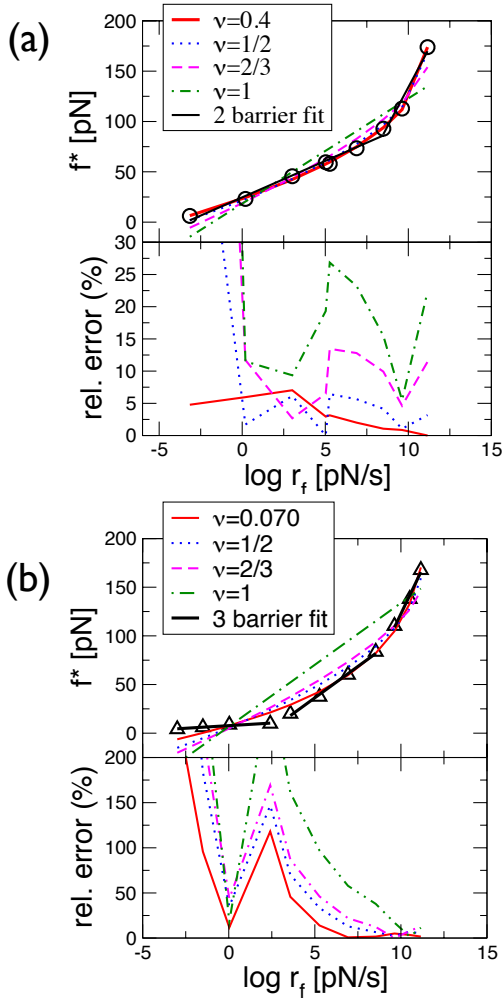 (a)
ν=0.4
ν=1/2
ν=2/3
ν=1
2 barrier fit
200
150
100
50
0
f* [pN]
30
25
20
15
10
5
0
rel. error (%)
-5 0 5 10 15
log r_f [pN/s]
(b)
ν=0.070
ν=1/2
ν=2/3
ν=1
3 barrier fit
200
150
100
50
0
f* [pN]
200
150
100
50
0
rel. error (%)
-5 0 5 10 15
log r_f [pN/s]